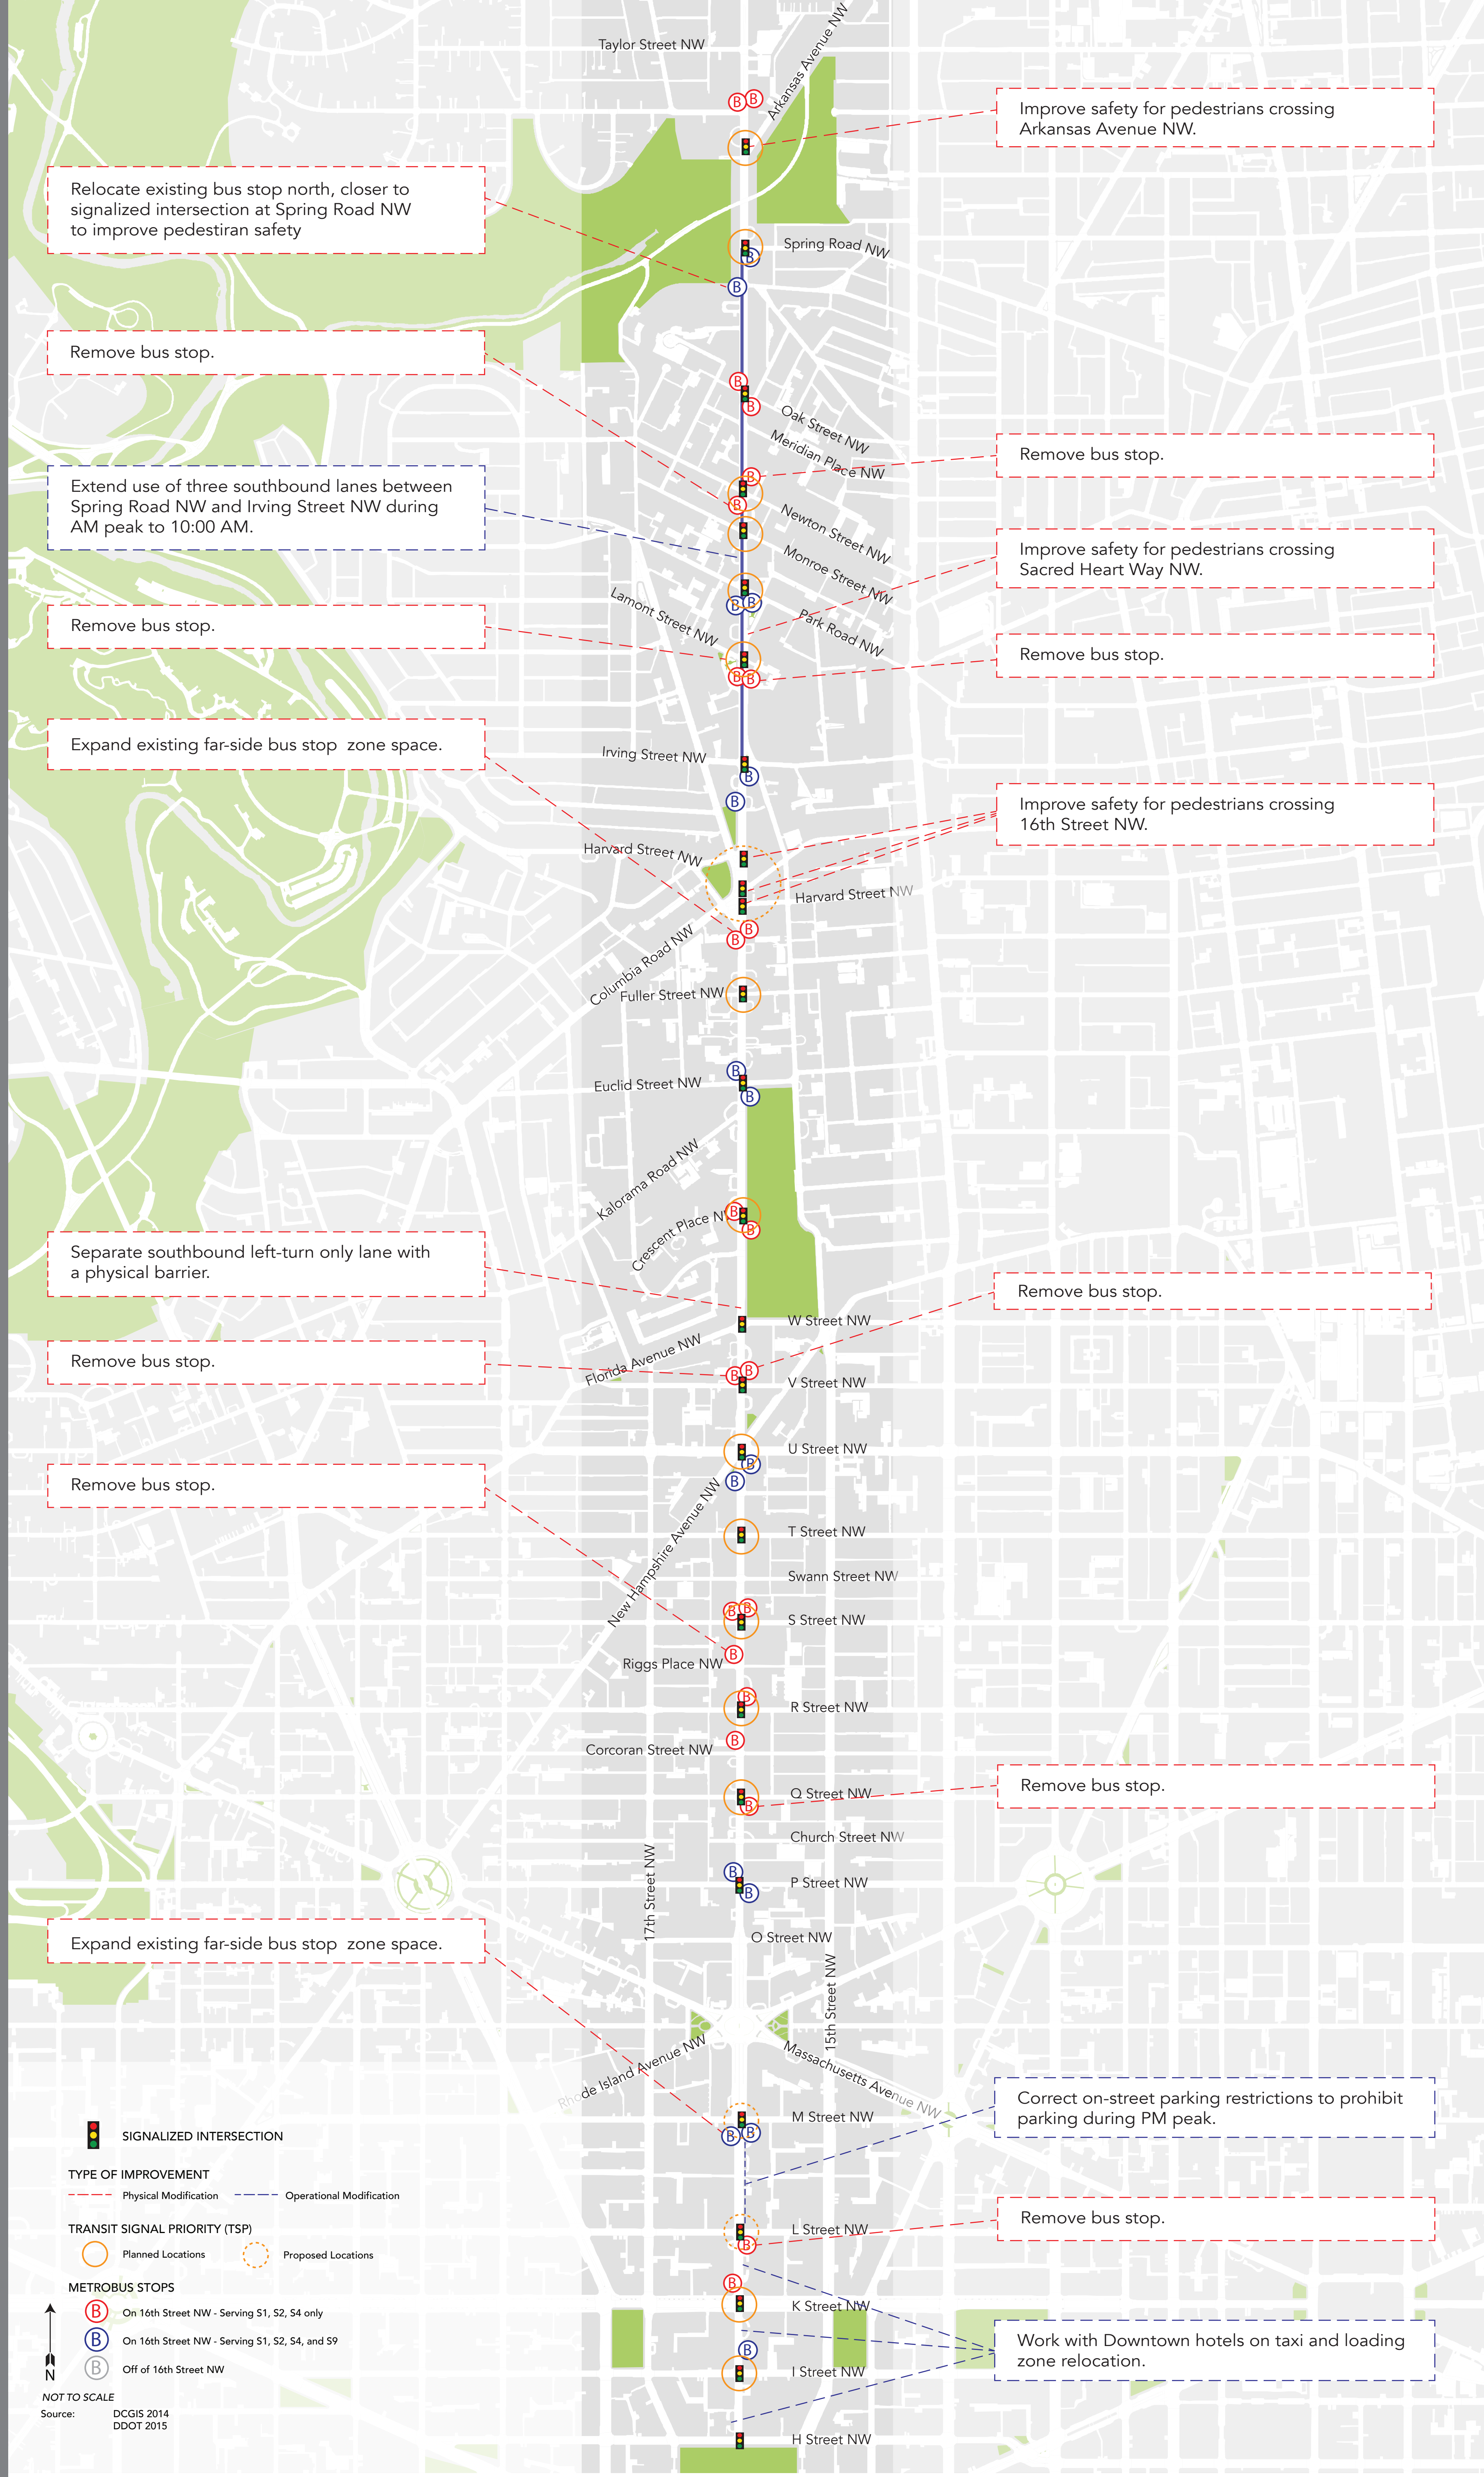 Taylor Street NW
Arkansas Avenue NW
B
B
Improve safety for pedestrians crossing
Arkansas Avenue NW.
Relocate existing bus stop north, closer to
signalized intersection at Spring Road NW
to improve pedestiran safety
Spring Road NW
B
B
Remove bus stop.
B
B
Oak Street NW
Meridian Place NW
Remove bus stop.
B
B
Extend use of three southbound lanes between
Spring Road NW and Irving Street NW during
AM peak to 10:00 AM.
Newton Street NW
Monroe Street NW
Improve safety for pedestrians crossing
Sacred Heart Way NW.
Lamont Street NW
B
B
Park Road NW
Remove bus stop.
Remove bus stop.
B
B
Expand existing far-side bus stop  zone space.
Irving Street NW
B
B
Improve safety for pedestrians crossing
16th Street NW.
Harvard Street NW
Harvard Street NW
B
B
Columbia Road NW
Fuller Street NW
B
Euclid Street NW
B
Kalorama Road NW
B
Crescent Place N
B
Separate southbound left-turn only lane with
a physical barrier.
Remove bus stop.
W Street NW
Florida Avenue NW
Remove bus stop.
B
B
V Street NW
U Street NW
B
B
Remove bus stop.
New Hampshire Avenue NW
T Street NW
Swann Street NW
B
B
S Street NW
B
Riggs Place NW
B
R Street NW
B
Corcoran Street NW
Remove bus stop.
Q Street NW
B
Church Street NW
17th Street NW
B
P Street NW
B
Expand existing far-side bus stop  zone space.
O Street NW
15th Street NW
Rhode Island Avenue NW
Massachusetts Avenue NW
Correct on-street parking restrictions to prohibit
parking during PM peak.
M Street NW
B
B
L Street NW
B
Remove bus stop.
B
K Street NW
Work with Downtown hotels on taxi and loading
zone relocation.
B
I Street NW
H Street NW
SIGNALIZED INTERSECTION
TYPE OF IMPROVEMENT
Physical Modification
Operational Modification
TRANSIT SIGNAL PRIORITY (TSP)
Planned Locations
Proposed Locations
METROBUS STOPS
B On 16th Street NW - Serving S1, S2, S4 only
B On 16th Street NW - Serving S1, S2, S4, and S9
B Off of 16th Street NW
N
NOT TO SCALE
Source: DCGIS 2014
DDOT 2015